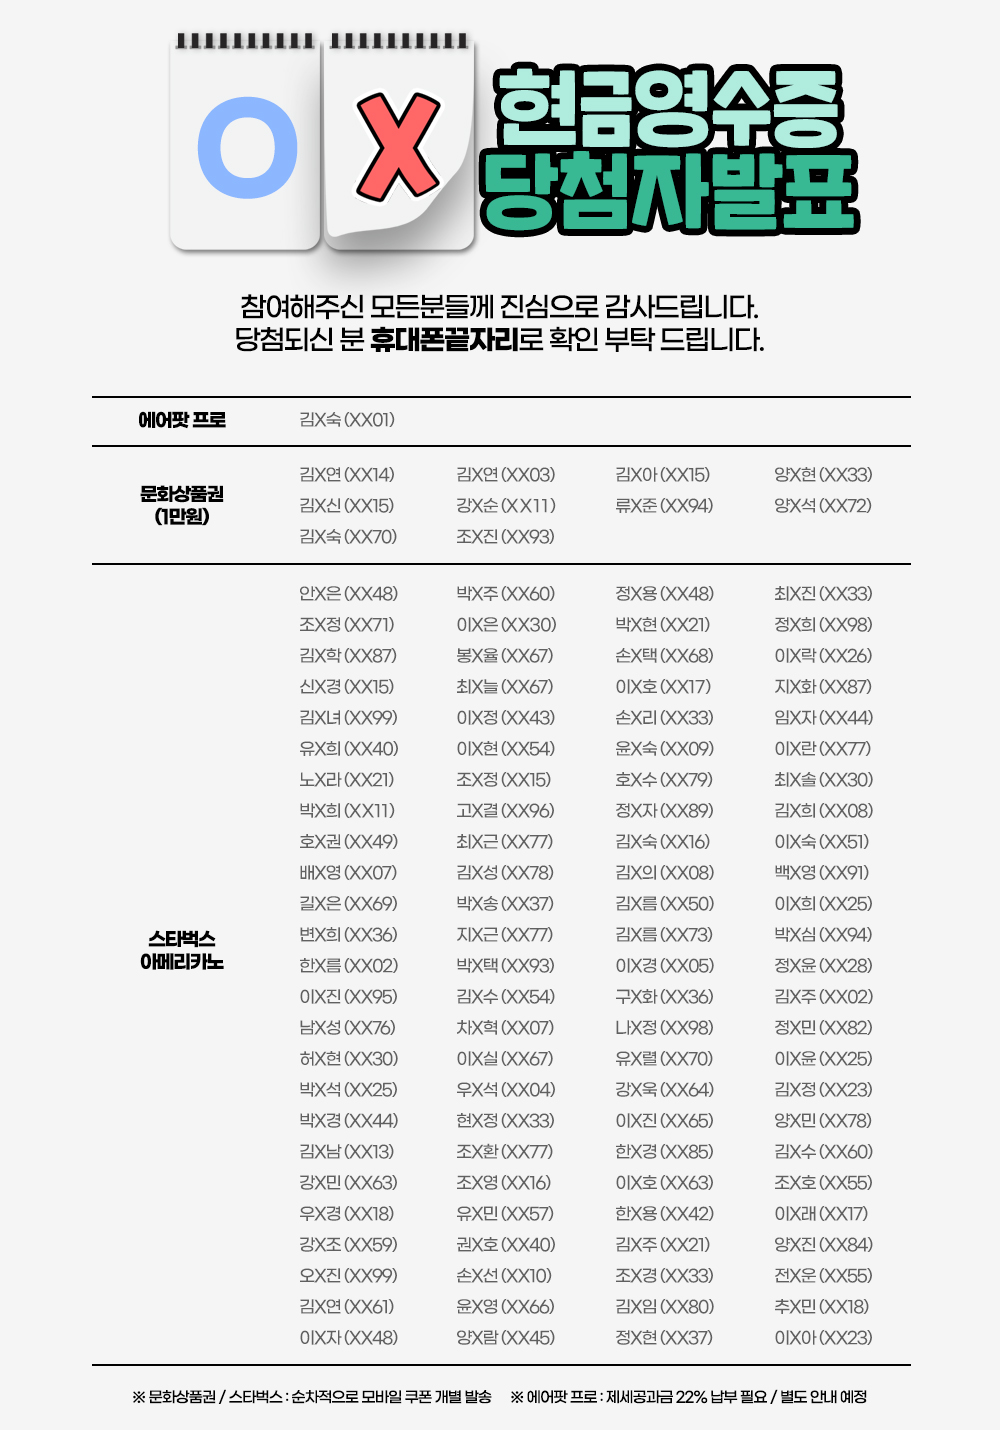 O X 현금영수증
당첨자발표
참여해주신 모든분들께 진심으로 감사드립니다.
당첨되신 분 휴대폰끝자리로 확인 부탁 드립니다.
에어팟 프로 김X숙 (XX01)
문화상품권
(1만원)
김X연 (XX14) 김X연 (XX03) 김X아 (XX15) 양X현 (XX33)
김X신 (XX15) 강X순 (XX11) 류X준 (XX94) 양X석 (XX72)
김X숙 (XX70) 조X진 (XX93)
스타벅스
아메리카노
안X은 (XX48) 박X주 (XX60) 정X용 (XX48) 최X진 (XX33)
조X정 (XX71) 이X은 (XX30) 박X현 (XX21) 정X희 (XX98)
김X학 (XX87) 봉X율 (XX67) 손X택 (XX68) 이X락 (XX26)
신X경 (XX15) 최X늘 (XX67) 이X호 (XX17) 지X화 (XX87)
김X녀 (XX99) 이X정 (XX43) 손X리 (XX33) 임X자 (XX44)
유X희 (XX40) 이X현 (XX54) 윤X숙 (XX09) 이X란 (XX77)
노X라 (XX21) 조X정 (XX15) 호X수 (XX79) 최X솔 (XX30)
박X희 (XX11) 고X결 (XX96) 정X자 (XX89) 김X희 (XX08)
호X권 (XX49) 최X근 (XX77) 김X숙 (XX16) 이X숙 (XX51)
배X영 (XX07) 김X성 (XX78) 김X의 (XX08) 백X영 (XX91)
길X은 (XX69) 박X송 (XX37) 김X름 (XX50) 이X희 (XX25)
변X희 (XX36) 지X근 (XX77) 김X름 (XX73) 박X심 (XX94)
한X름 (XX02) 박X택 (XX93) 이X경 (XX05) 정X윤 (XX28)
이X진 (XX95) 김X수 (XX54) 구X화 (XX36) 김X주 (XX02)
남X성 (XX76) 차X혁 (XX07) 나X정 (XX98) 정X민 (XX82)
허X현 (XX30) 이X실 (XX67) 유X렬 (XX70) 이X윤 (XX25)
박X석 (XX25) 우X석 (XX04) 강X욱 (XX64) 김X정 (XX23)
박X경 (XX44) 현X정 (XX33) 이X진 (XX65) 양X민 (XX78)
김X남 (XX13) 조X환 (XX77) 한X경 (XX85) 김X수 (XX60)
강X민 (XX63) 조X영 (XX16) 이X호 (XX63) 조X호 (XX55)
우X경 (XX18) 유X민 (XX57) 한X용 (XX42) 이X래 (XX17)
강X조 (XX59) 권X호 (XX40) 김X주 (XX21) 양X진 (XX84)
오X진 (XX99) 손X선 (XX10) 조X경 (XX33) 전X운 (XX55)
김X연 (XX61) 윤X영 (XX66) 김X임 (XX80) 추X민 (XX18)
이X자 (XX48) 양X람 (XX45) 정X현 (XX37) 이X아 (XX23)
※ 문화상품권 / 스타벅스 : 순차적으로 모바일 쿠폰 개별 발송 ※ 에어팟 프로 : 제세공과금 22% 납부 필요 / 별도 안내 예정